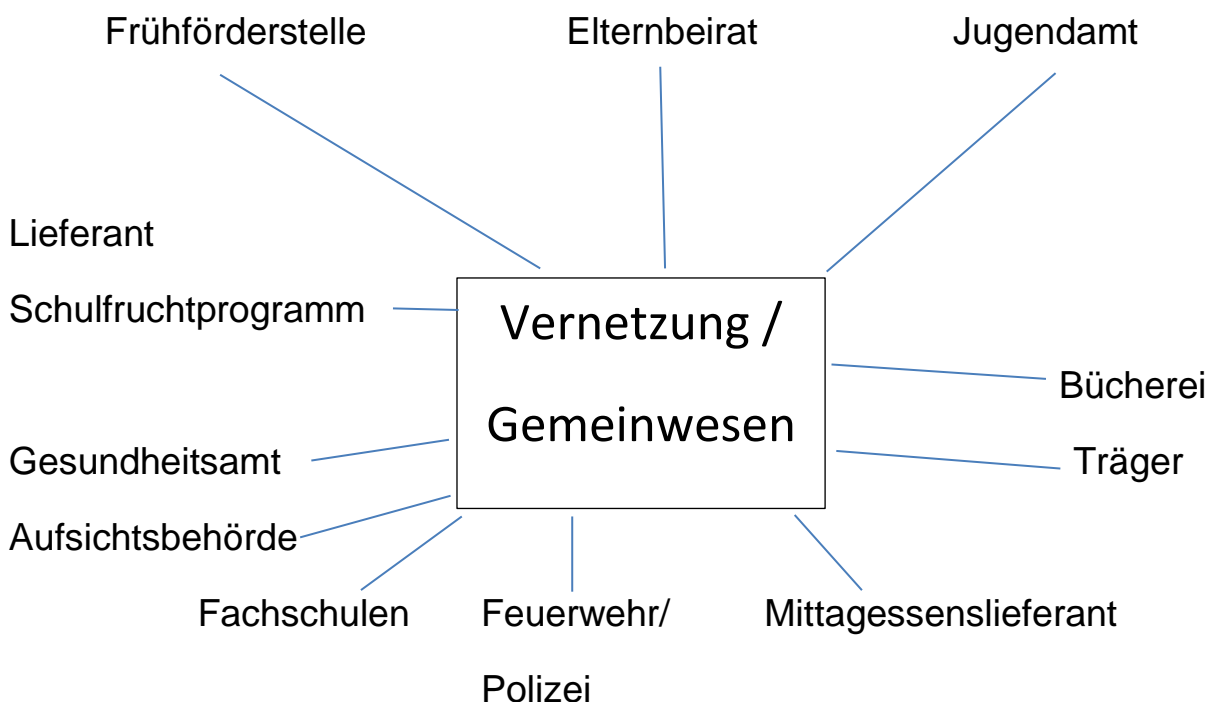 Frühförderstelle Elternbeirat Jugendamt
Lieferant
Schulfruchtprogramm
Vernetzung /
Gemeinwesen
Bücherei
Gesundheitsamt
Träger
Aufsichtsbehörde
Fachschulen
Feuerwehr/
Polizei
Mittagessenslieferant